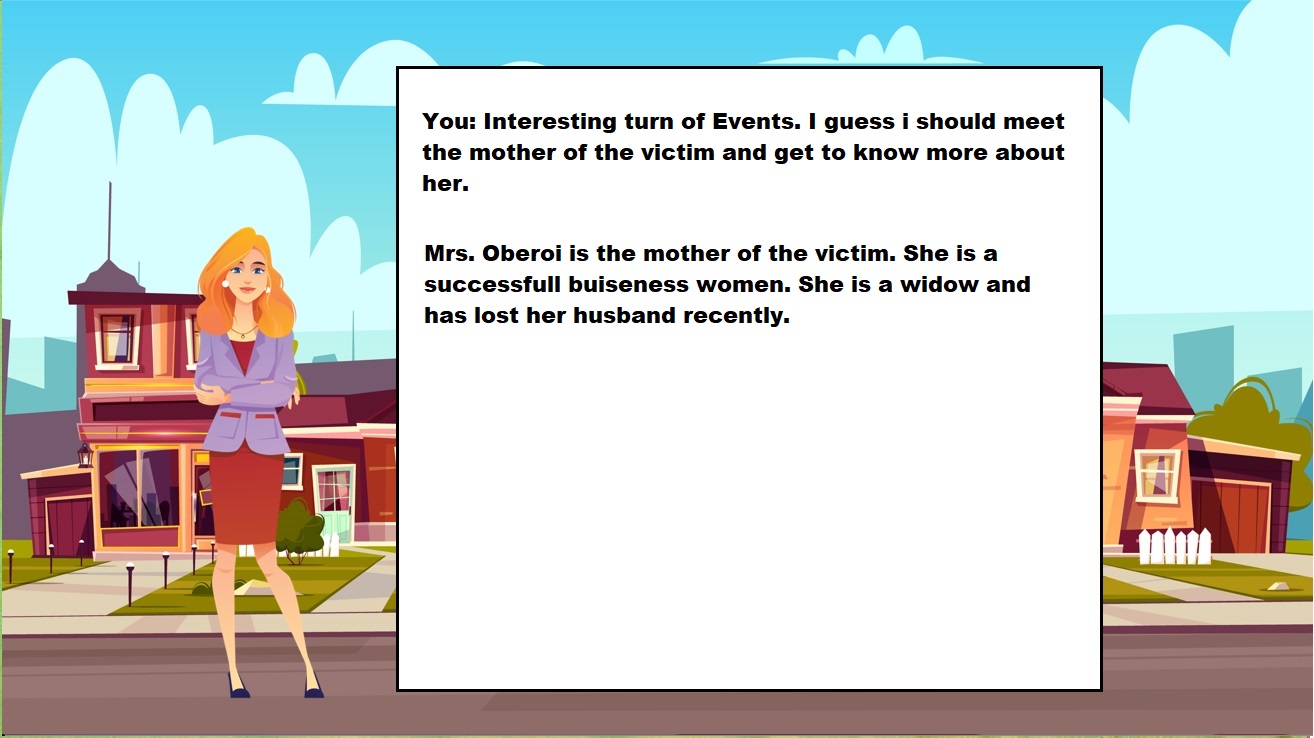 You: Interesting turn of Events. I guess i should meet
the mother of the victim and get to know more about
her.
Mrs. Oberoi is the mother of the victim. She is a
successfull buiseness women. She is a widow and
has lost her husband recently.